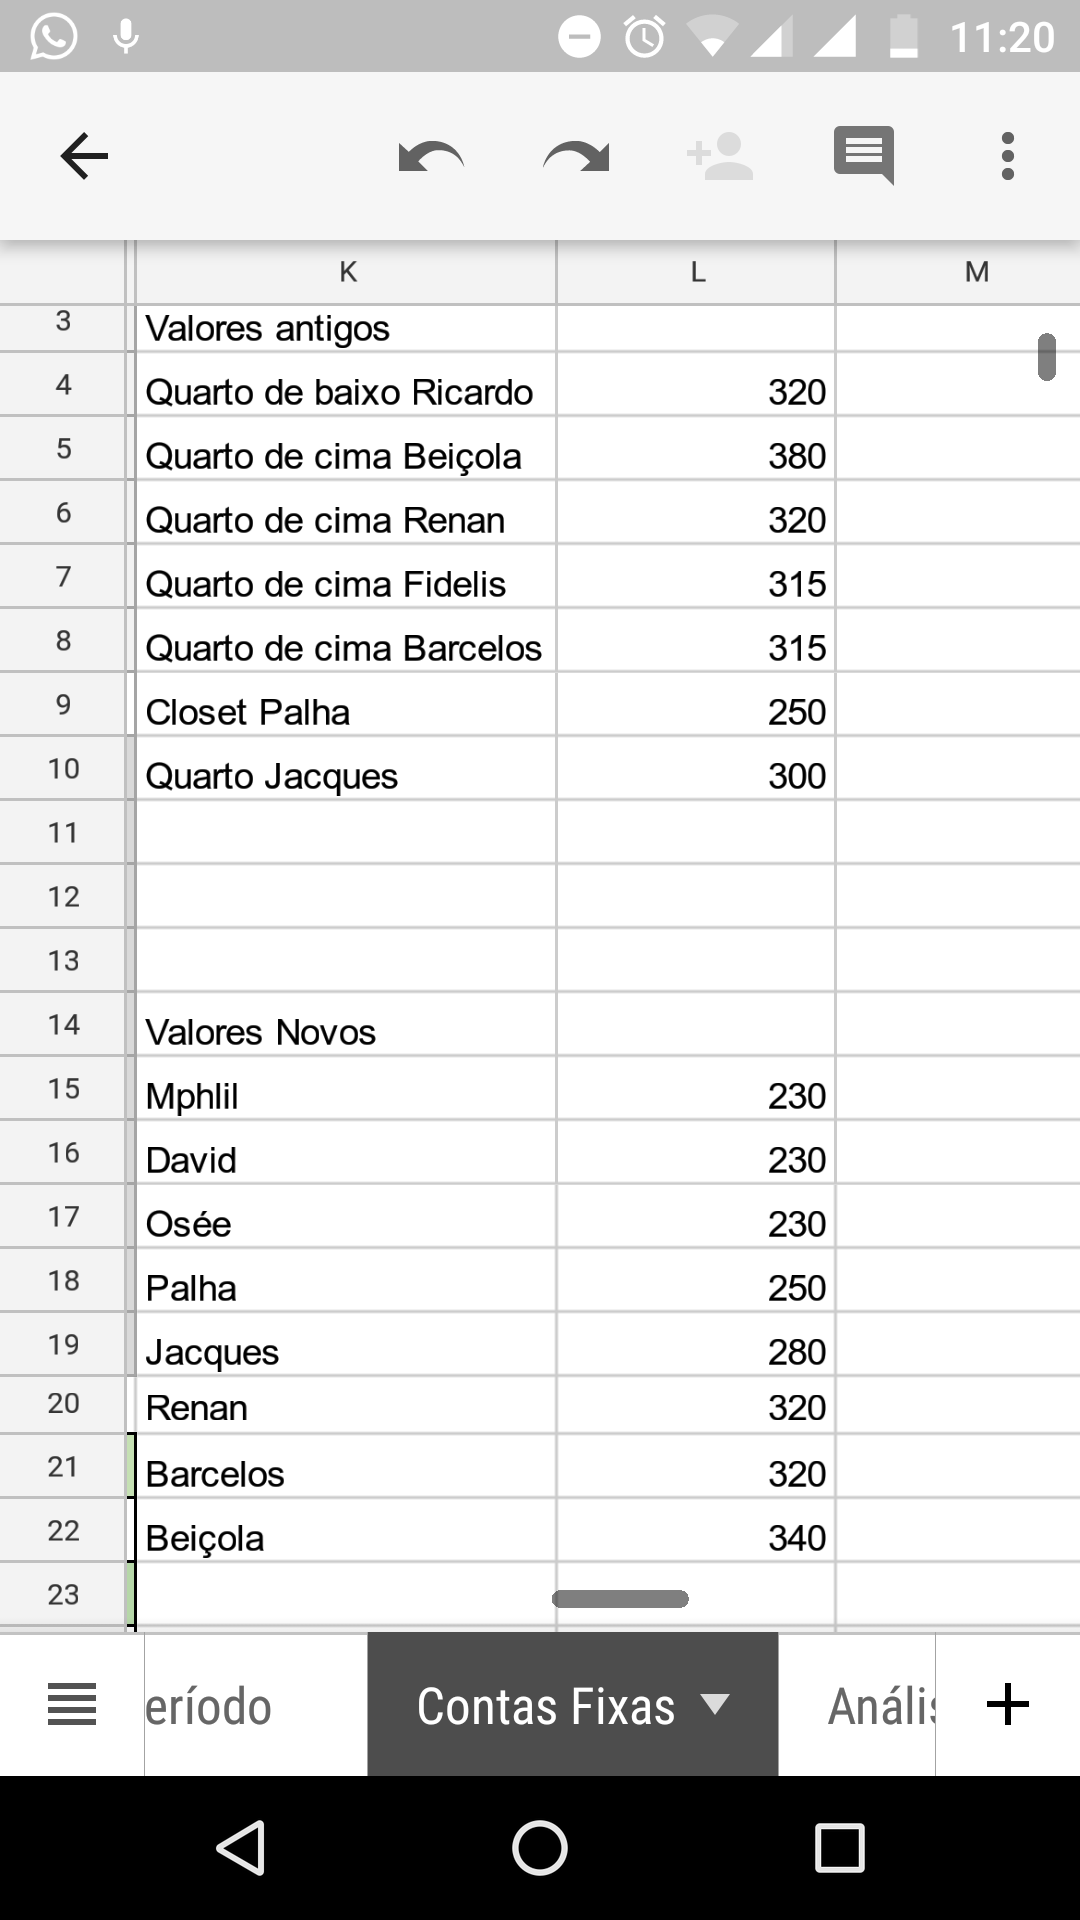 11:20
K L M
3 Valores antigos
4 Quarto de baixo Ricardo 320
5 Quarto de cima Beiçola 380
6 Quarto de cima Renan 320
7 Quarto de cima Fidelis 315
8 Quarto de cima Barcelos 315
9 Closet Palha 250
10 Quarto Jacques 300
11
12
13
14 Valores Novos
15 Mphlil 230
16 David 230
17 Osée 230
18 Palha 250
19 Jacques 280
20 Renan 320
21 Barcelos 320
22 Beiçola 340
23
eríodo Contas Fixas Anális